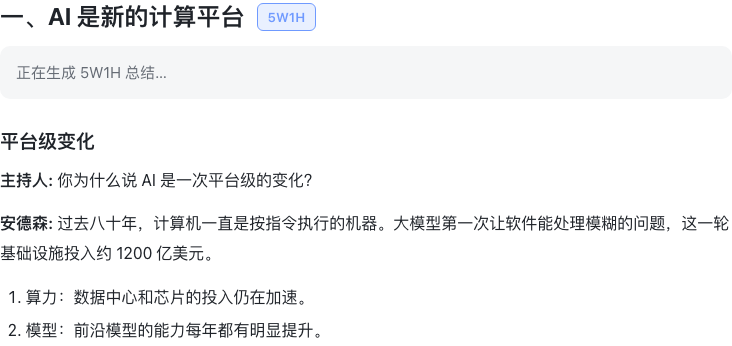 一、AI 是新的计算平台 5W1H
正在生成 5W1H 总结...
平台级变化
主持人: 你为什么说 AI 是一次平台级的变化?
安德森: 过去八十年，计算机一直是按指令执行的机器。大模型第一次让软件能处理模糊的问题，这一轮
基础设施投入约 1200 亿美元。
1. 算力：数据中心和芯片的投入仍在加速。
2. 模型：前沿模型的能力每年都有明显提升。